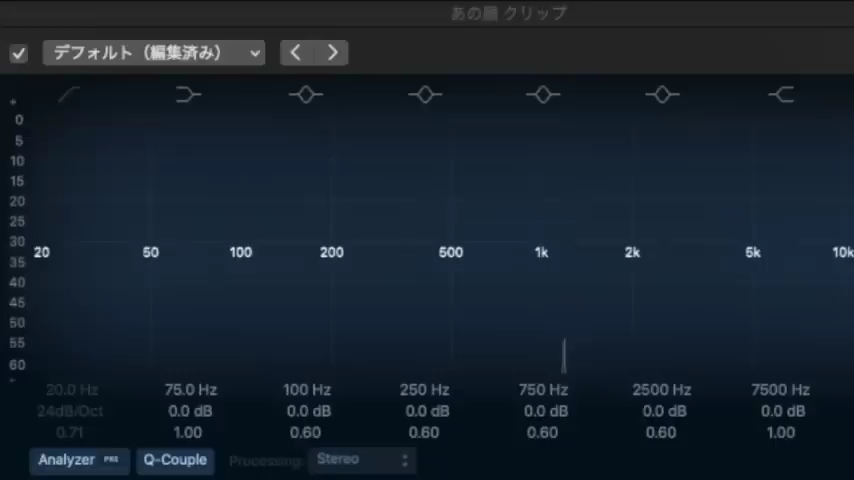 あの扉 クリップ
デフォルト（編集済み）
+
0
5
10
15
20
25
30
35
40
45
50
55
60
-
20 50 100 200 500 1k 2k 5k 10k
20.0 Hz 75.0 Hz 100 Hz 250 Hz 750 Hz 2500 Hz 7500 Hz
24dB/Oct 0.0 dB 0.0 dB 0.0 dB 0.0 dB 0.0 dB 0.0 dB
0.71 1.00 0.60 0.60 0.60 0.60 1.00
Analyzer PRE Q-Couple Processing: Stereo